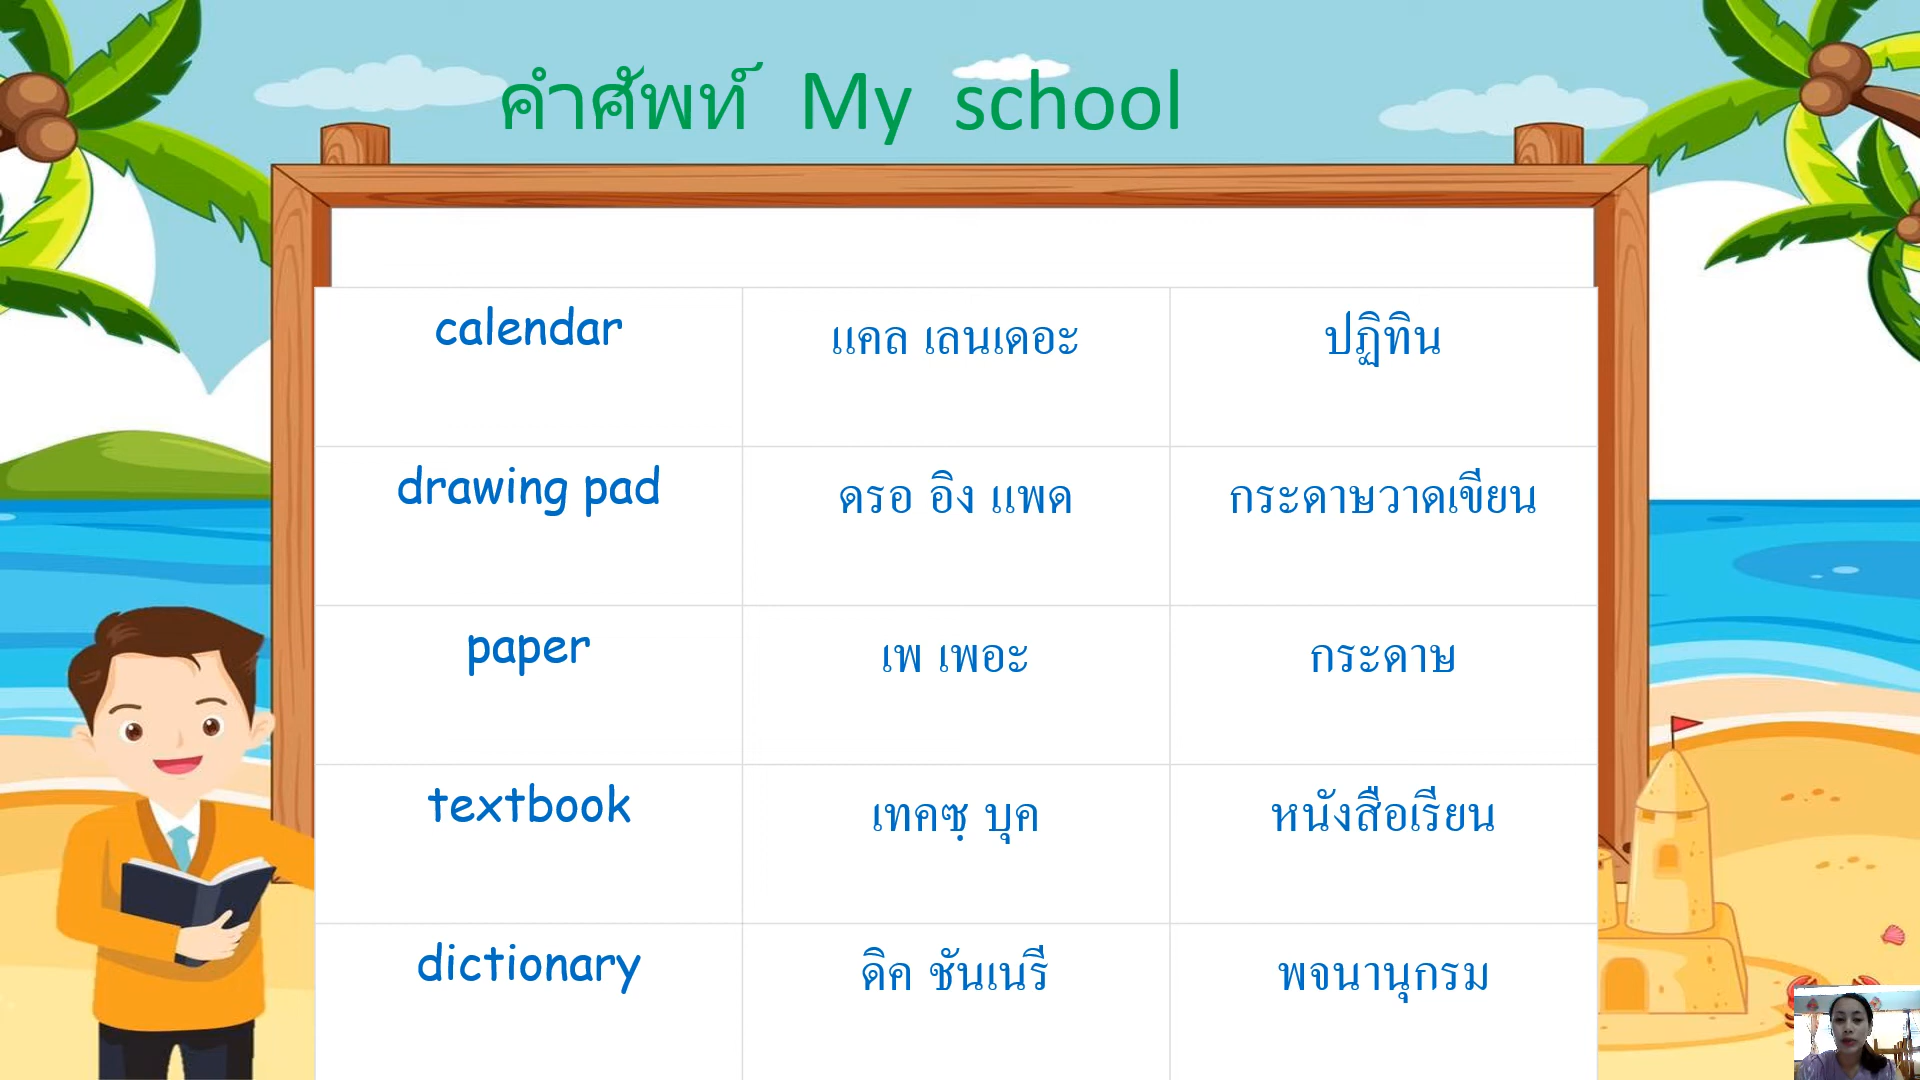 คำศัพท์ My school
calendar แคล เลนเดอะ ปฏิทิน
drawing pad ดรอ อิง แพด กระดาษวาดเขียน
paper เพ เพอะ กระดาษ
textbook เทคซฺ บุค หนังสือเรียน
dictionary ดิค ชันเนรี พจนานุกรม